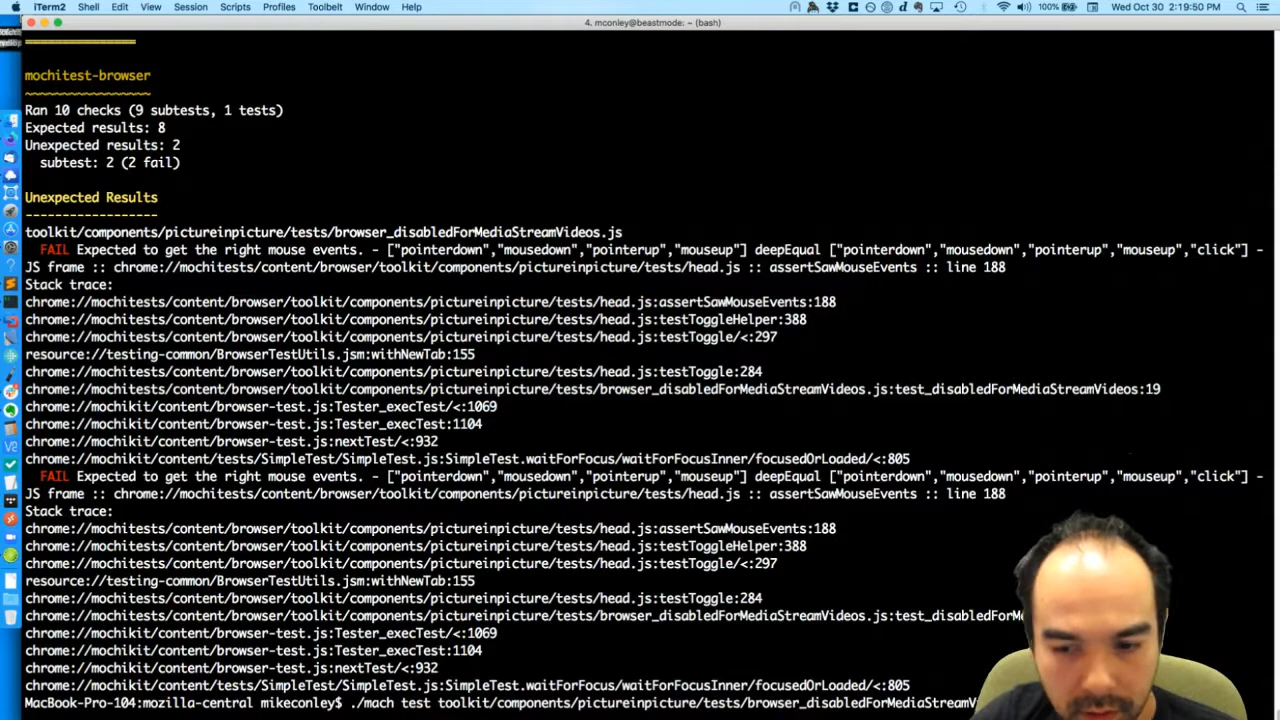 iTerm2 Shell Edit View Session Scripts Profiles Toolbelt Window Help 100% Wed Oct 30 2:19:50 PM
4. mconley@beastmode: ~ (bash)
mochitest-browser
~~~~~~~~~~~~~~~~~
Ran 10 checks (9 subtests, 1 tests)
Expected results: 8
Unexpected results: 2
subtest: 2 (2 fail)
Unexpected Results
------------------
toolkit/components/pictureinpicture/tests/browser_disabledForMediaStreamVideos.js
FAIL Expected to get the right mouse events. - ["pointerdown","mousedown","pointerup","mouseup"] deepEqual ["pointerdown","mousedown","pointerup","mouseup","click"] -
JS frame :: chrome://mochitests/content/browser/toolkit/components/pictureinpicture/tests/head.js :: assertSawMouseEvents :: line 188
Stack trace:
chrome://mochitests/content/browser/toolkit/components/pictureinpicture/tests/head.js:assertSawMouseEvents:188
chrome://mochitests/content/browser/toolkit/components/pictureinpicture/tests/head.js:testToggleHelper:388
chrome://mochitests/content/browser/toolkit/components/pictureinpicture/tests/head.js:testToggle/<:297
resource://testing-common/BrowserTestUtils.jsm:withNewTab:155
chrome://mochitests/content/browser/toolkit/components/pictureinpicture/tests/head.js:testToggle:284
chrome://mochitests/content/browser/toolkit/components/pictureinpicture/tests/browser_disabledForMediaStreamVideos.js:test_disabledForMediaStreamVideos:19
chrome://mochikit/content/browser-test.js:Tester_execTest/<:1069
chrome://mochikit/content/browser-test.js:Tester_execTest:1104
chrome://mochikit/content/browser-test.js:nextTest/<:932
chrome://mochikit/content/tests/SimpleTest/SimpleTest.js:SimpleTest.waitForFocus/waitForFocusInner/focusedOrLoaded/<:805
FAIL Expected to get the right mouse events. - ["pointerdown","mousedown","pointerup","mouseup"] deepEqual ["pointerdown","mousedown","pointerup","mouseup","click"] -
JS frame :: chrome://mochitests/content/browser/toolkit/components/pictureinpicture/tests/head.js :: assertSawMouseEvents :: line 188
Stack trace:
chrome://mochitests/content/browser/toolkit/components/pictureinpicture/tests/head.js:assertSawMouseEvents:188
chrome://mochitests/content/browser/toolkit/components/pictureinpicture/tests/head.js:testToggleHelper:388
chrome://mochitests/content/browser/toolkit/components/pictureinpicture/tests/head.js:testToggle/<:297
resource://testing-common/BrowserTestUtils.jsm:withNewTab:155
chrome://mochitests/content/browser/toolkit/components/pictureinpicture/tests/head.js:testToggle:284
chrome://mochitests/content/browser/toolkit/components/pictureinpicture/tests/browser_disabledForMediaStreamVideos.js:test_disabledFo
chrome://mochikit/content/browser-test.js:Tester_execTest/<:1069
chrome://mochikit/content/browser-test.js:Tester_execTest:1104
chrome://mochikit/content/browser-test.js:nextTest/<:932
chrome://mochikit/content/tests/SimpleTest/SimpleTest.js:SimpleTest.waitForFocus/waitForFocusInner/focusedOrLoaded/<:805
MacBook-Pro-104:mozilla-central mikeconley$ ./mach test toolkit/components/pictureinpicture/tests/browser_disabledForMediaStreamV